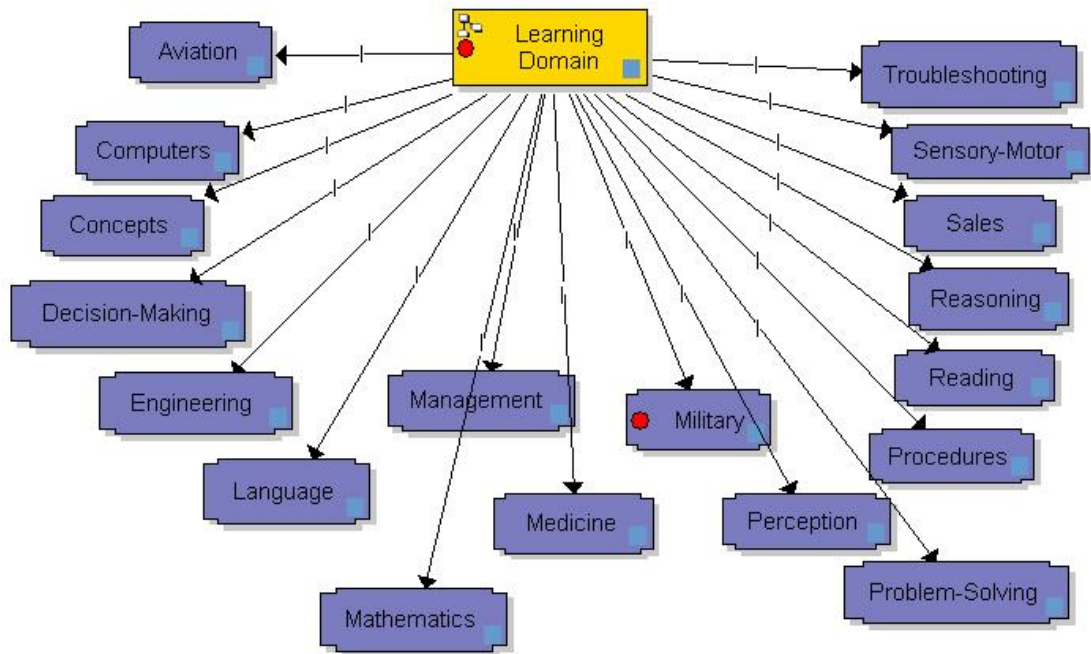 Learning
Domain
Aviation
Troubleshooting
Computers
Sensory-Motor
Concepts
Sales
Decision-Making
Reasoning
Engineering
Management
Military
Reading
Language
Procedures
Medicine
Perception
Mathematics
Problem-Solving